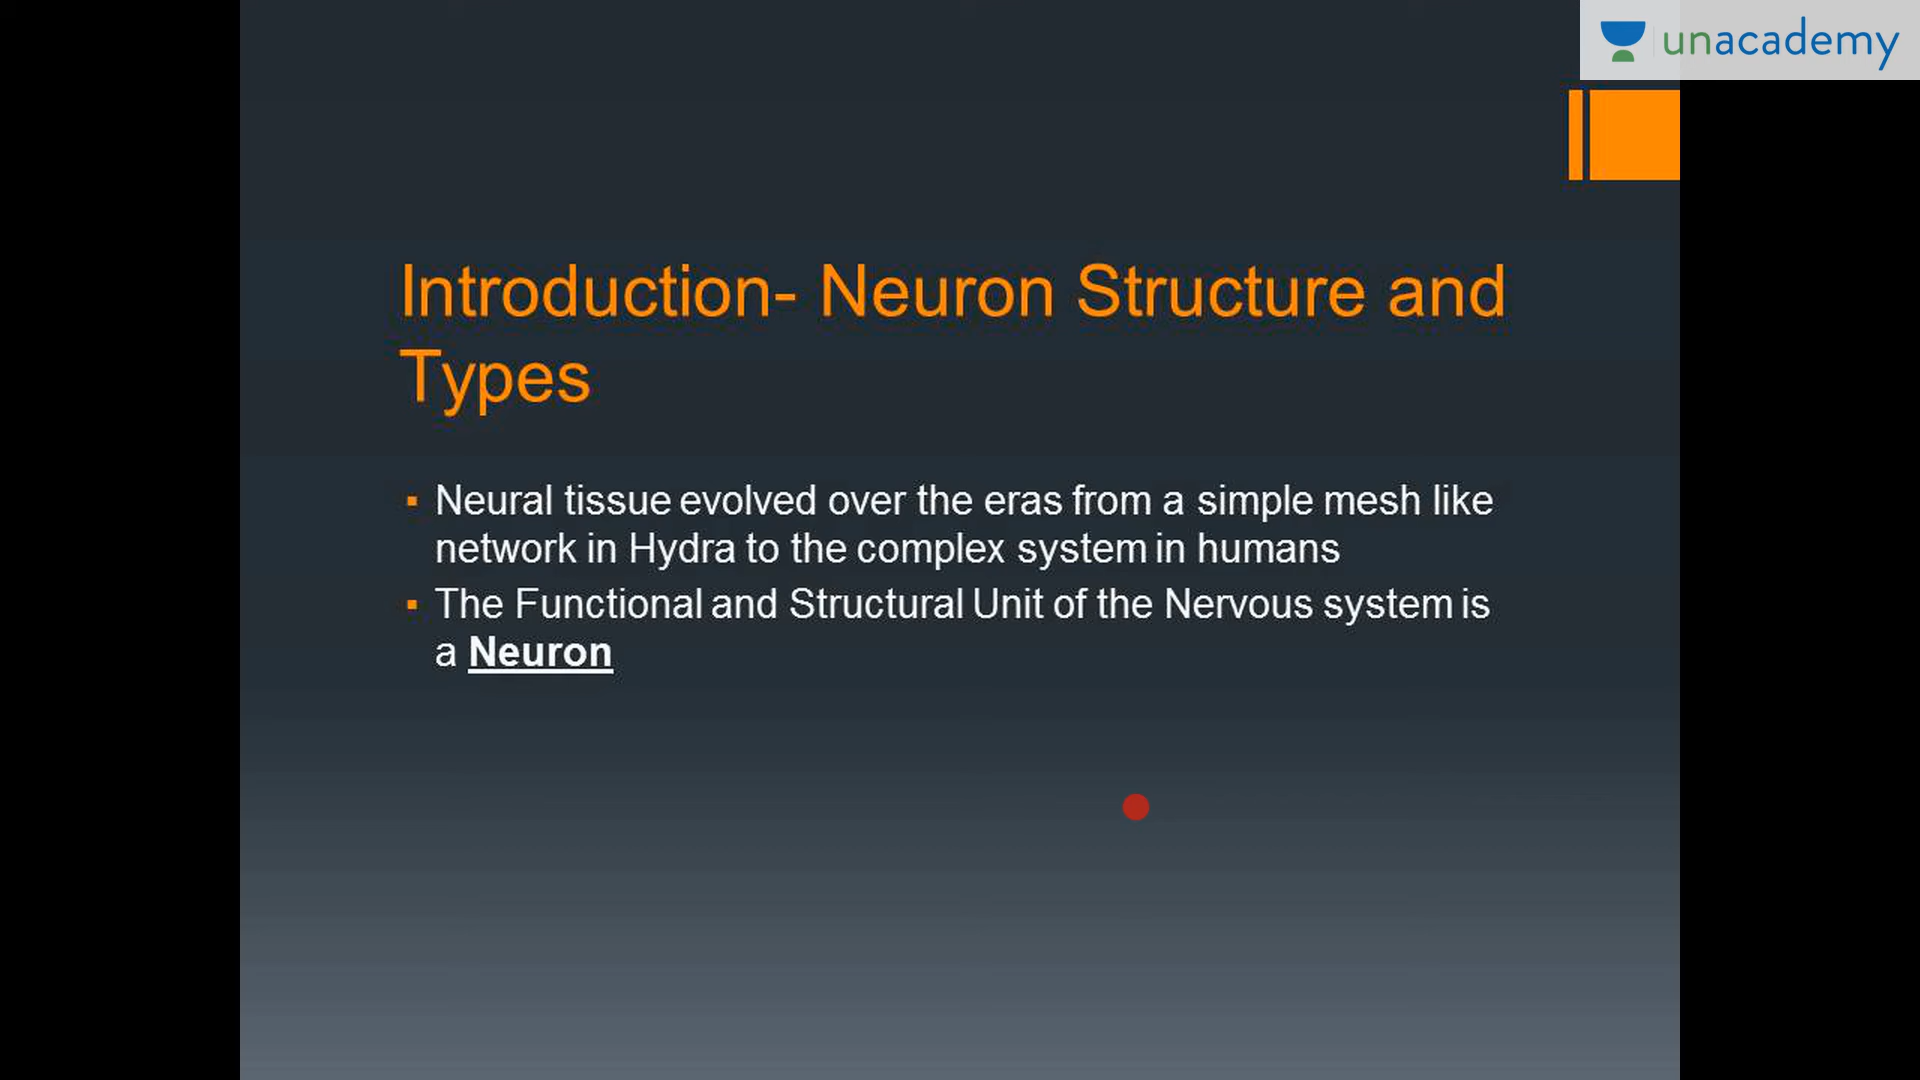 unacademy
Introduction- Neuron Structure and
Types
▪ Neural tissue evolved over the eras from a simple mesh like
network in Hydra to the complex system in humans
▪ The Functional and Structural Unit of the Nervous system is
a Neuron